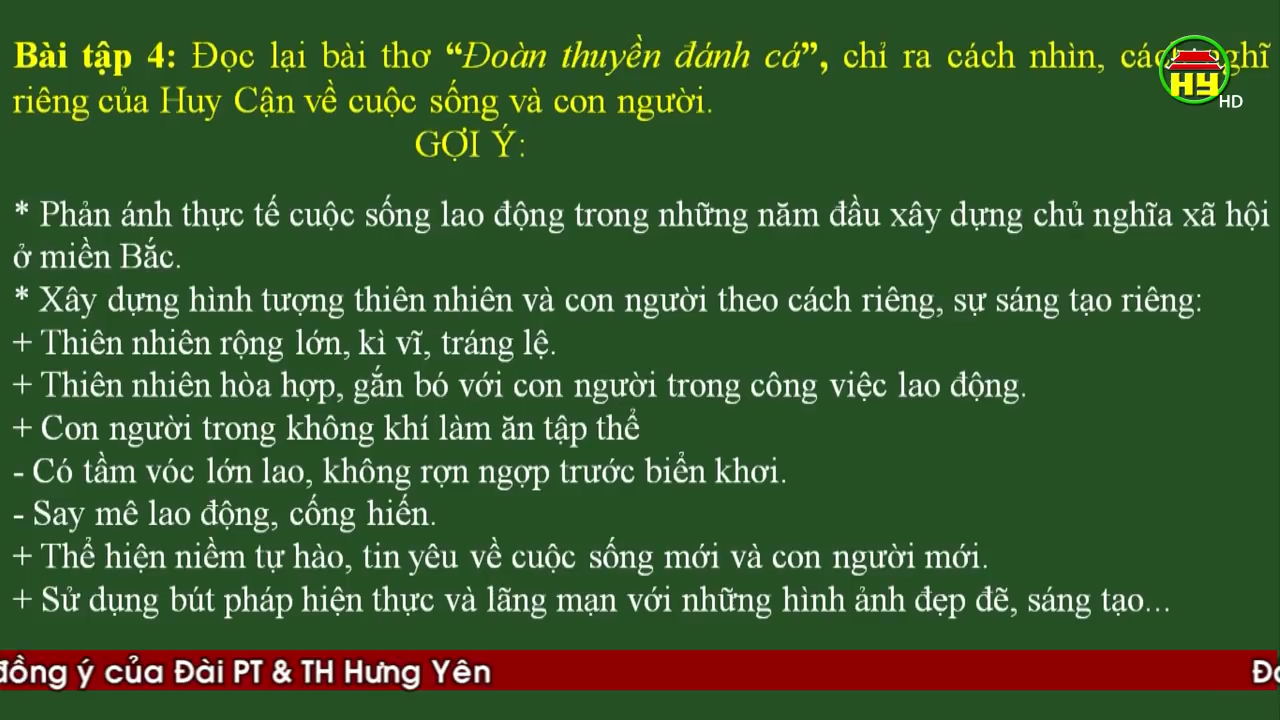 Bài tập 4: Đọc lại bài thơ “Đoàn thuyền đánh cá”, chỉ ra cách nhìn, cách nghĩ
riêng của Huy Cận về cuộc sống và con người.
GỢI Ý:
* Phản ánh thực tế cuộc sống lao động trong những năm đầu xây dựng chủ nghĩa xã hội
ở miền Bắc.
* Xây dựng hình tượng thiên nhiên và con người theo cách riêng, sự sáng tạo riêng:
+ Thiên nhiên rộng lớn, kì vĩ, tráng lệ.
+ Thiên nhiên hòa hợp, gắn bó với con người trong công việc lao động.
+ Con người trong không khí làm ăn tập thể
- Có tầm vóc lớn lao, không rợn ngợp trước biển khơi.
- Say mê lao động, cống hiến.
+ Thể hiện niềm tự hào, tin yêu về cuộc sống mới và con người mới.
+ Sử dụng bút pháp hiện thực và lãng mạn với những hình ảnh đẹp đẽ, sáng tạo...
HY HD
đồng ý của Đài PT & TH Hưng Yên